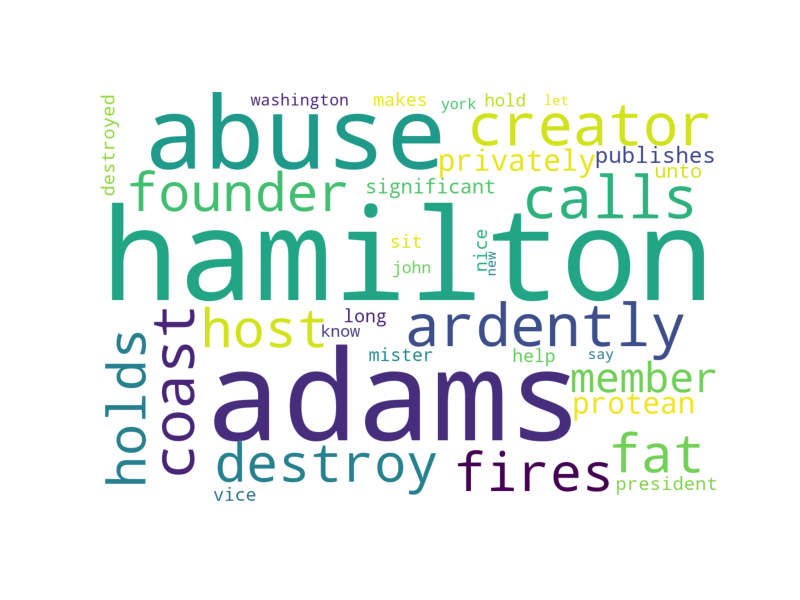 destroyed
washington
makes
york
hold
let
abuse
creator
privately
publishes
unto
founder
significant
calls
hamilton
sit
nice
new
john
holds
coast
host
long
know
ardently
mister
help
say
adams
member
protean
destroy
fires
fat
vice
president